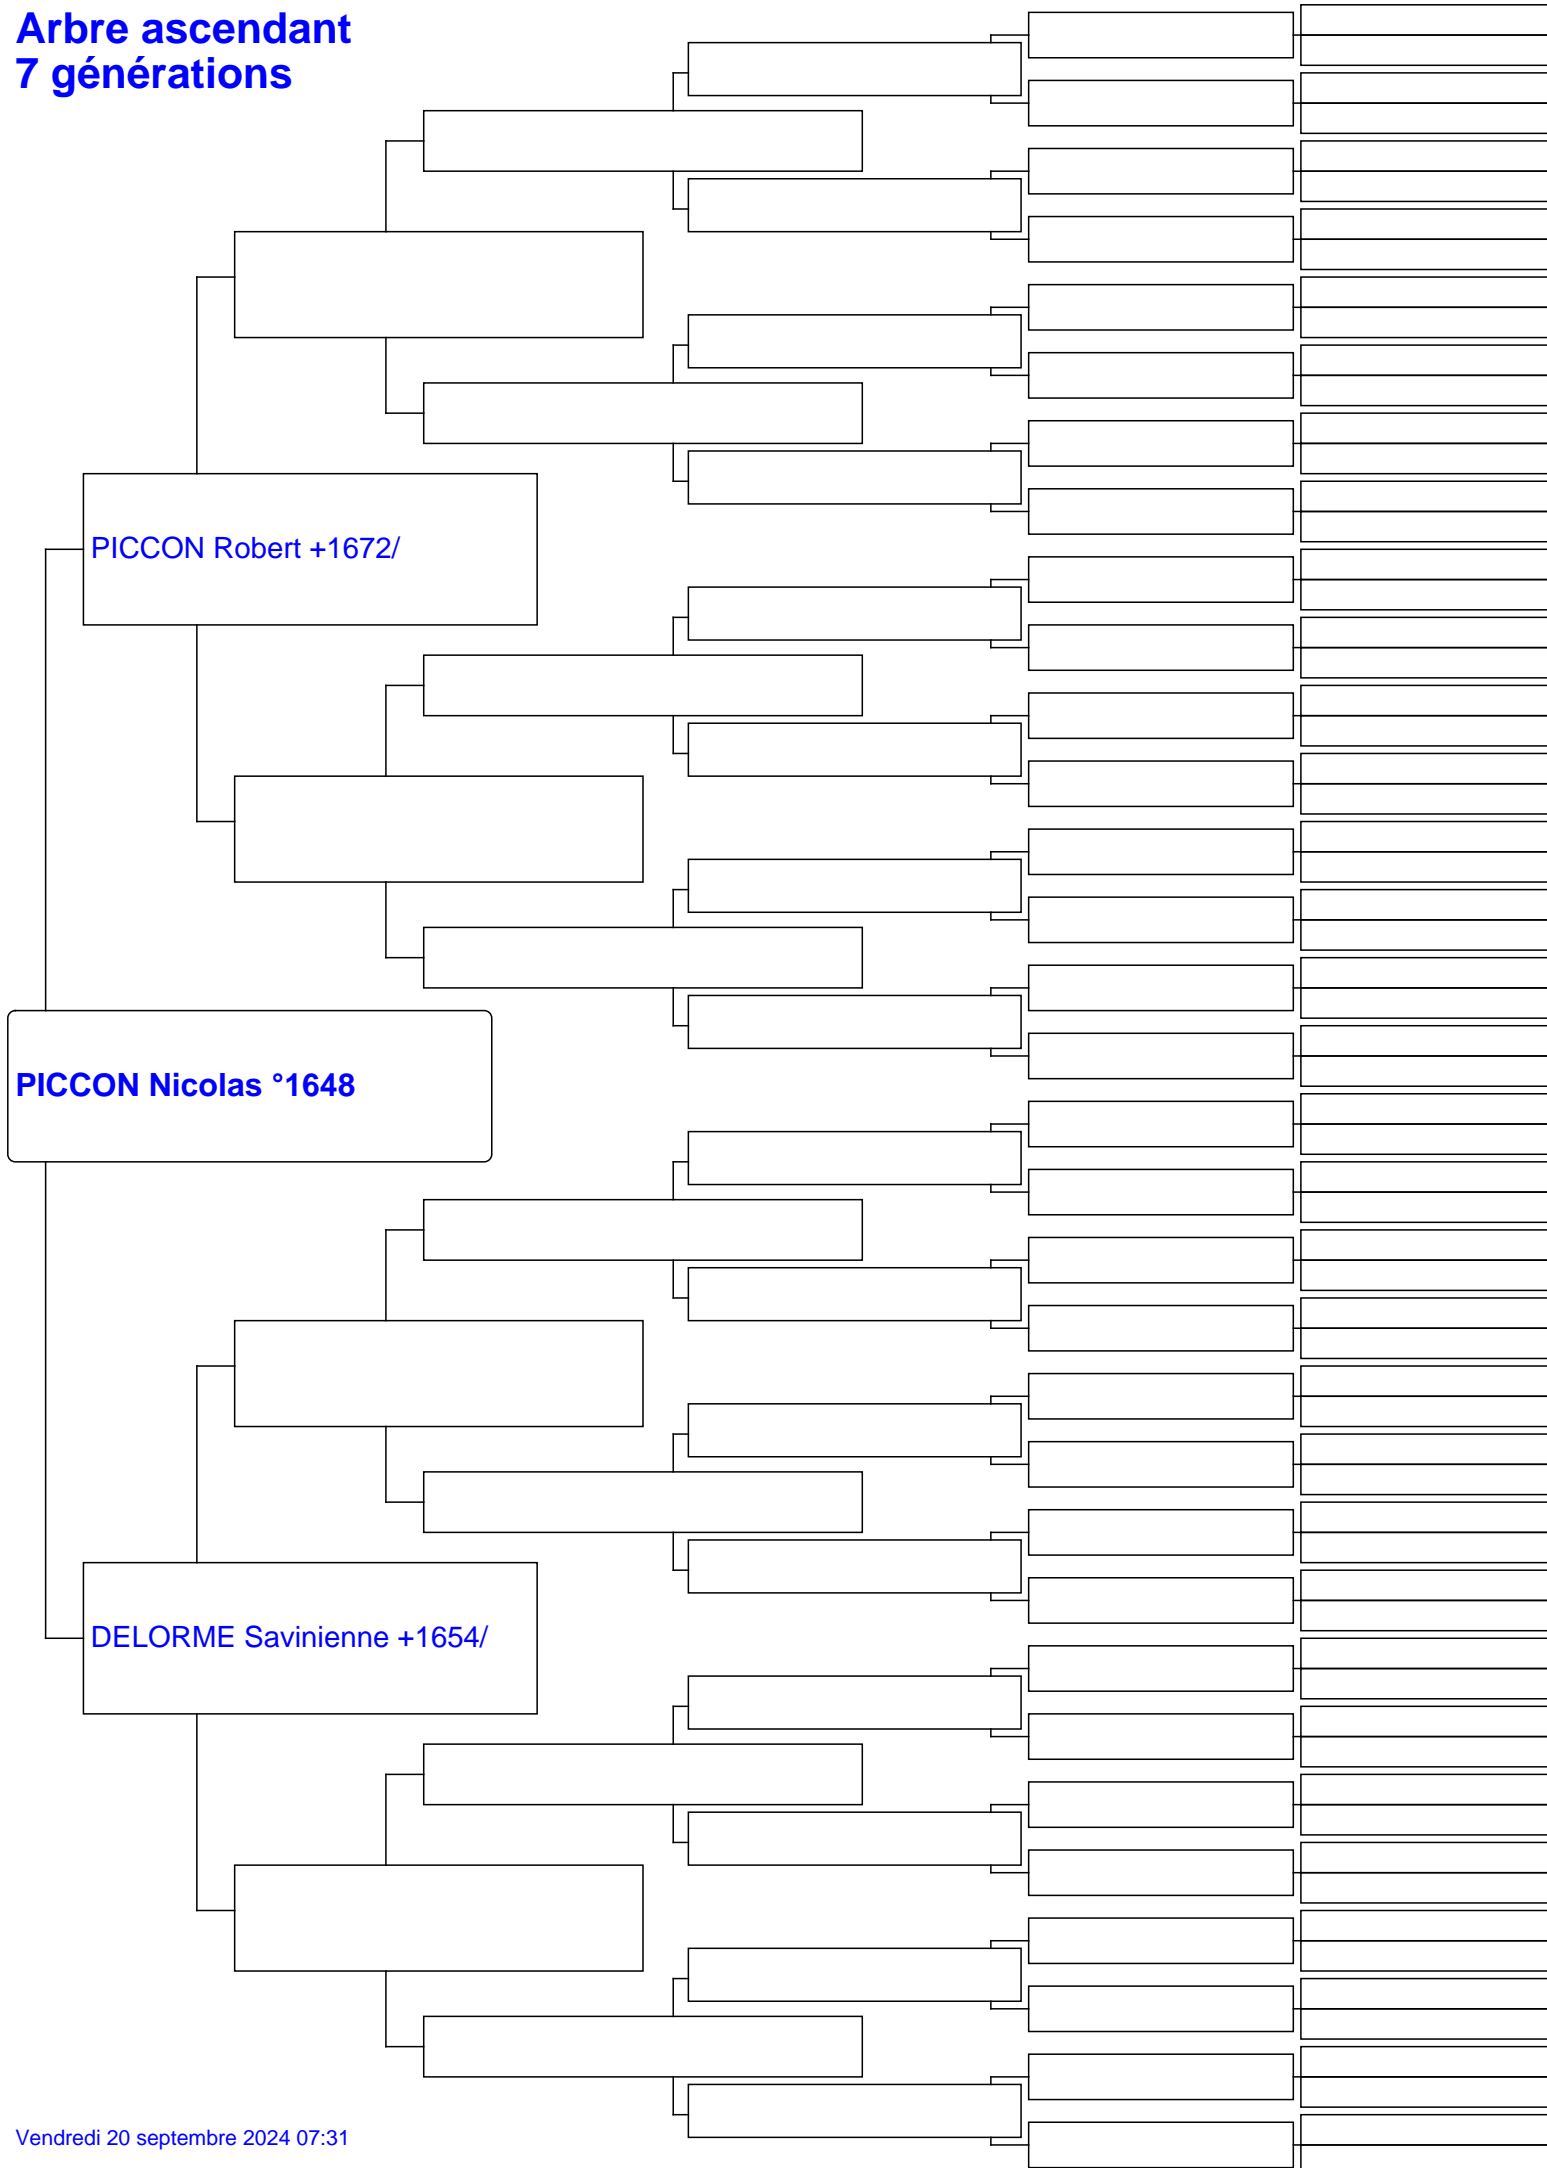 Arbre ascendant
7 générations
PICCON Robert +1672/
PICCON Nicolas °1648
DELORME Savinienne +1654/
Vendredi 20 septembre 2024 07:31